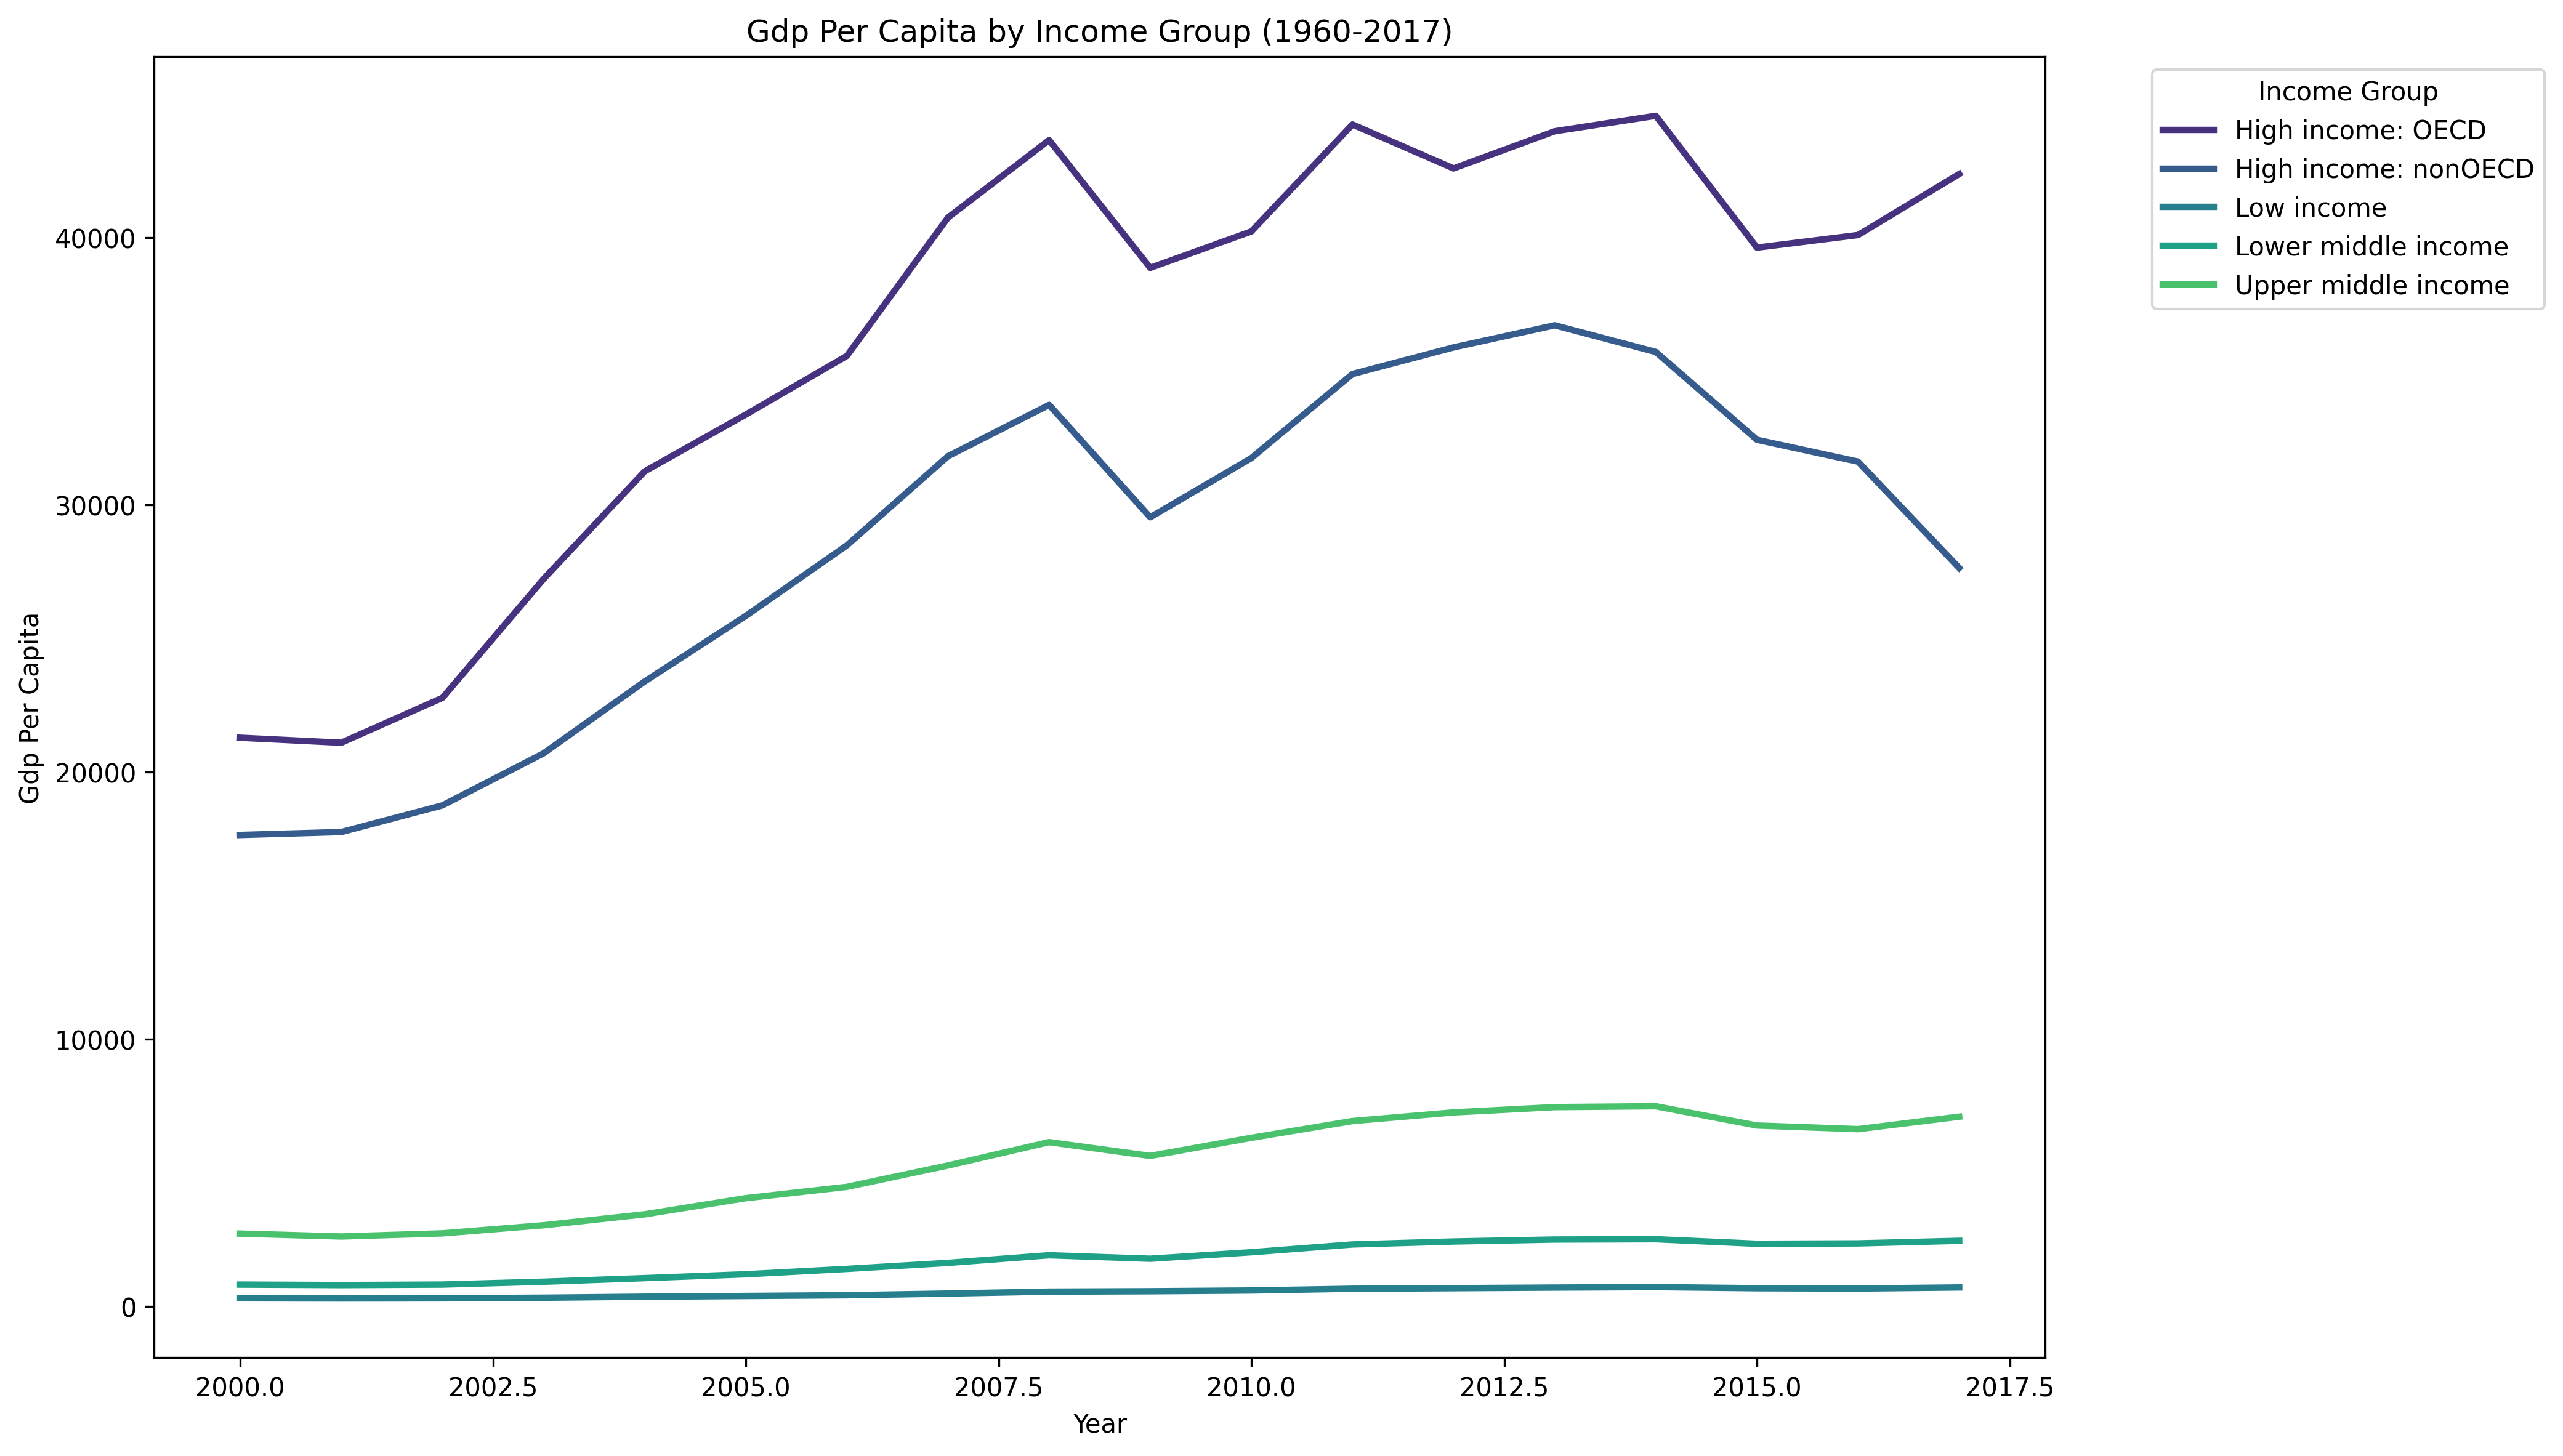 Gdp Per Capita by Income Group (1960-2017)
Income Group
High income: OECD
High income: nonOECD
Low income
Lower middle income
Upper middle income
Gdp Per Capita
40000
30000
20000
10000
0
2000.0 2002.5 2005.0 2007.5 2010.0 2012.5 2015.0 2017.5
Year